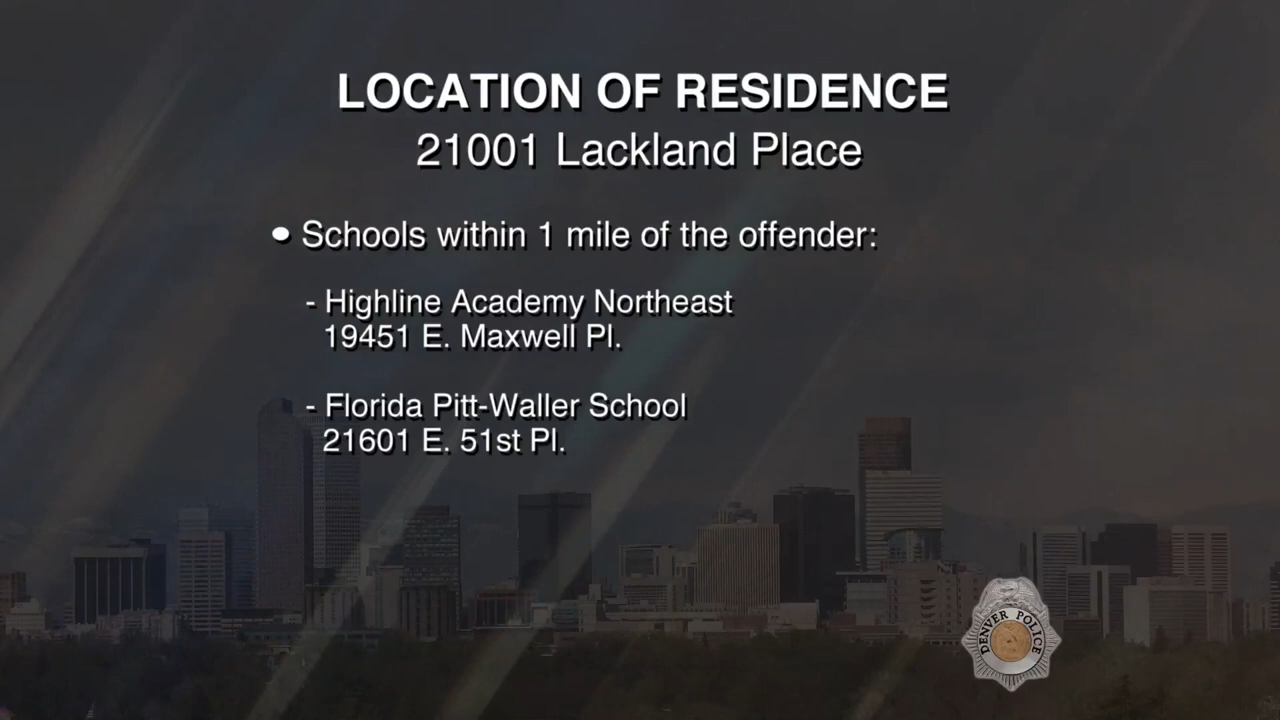 LOCATION OF RESIDENCE
21001 Lackland Place
• Schools within 1 mile of the offender:
- Highline Academy Northeast
19451 E. Maxwell Pl.
- Florida Pitt-Waller School
21601 E. 51st Pl.
DENVER POLICE